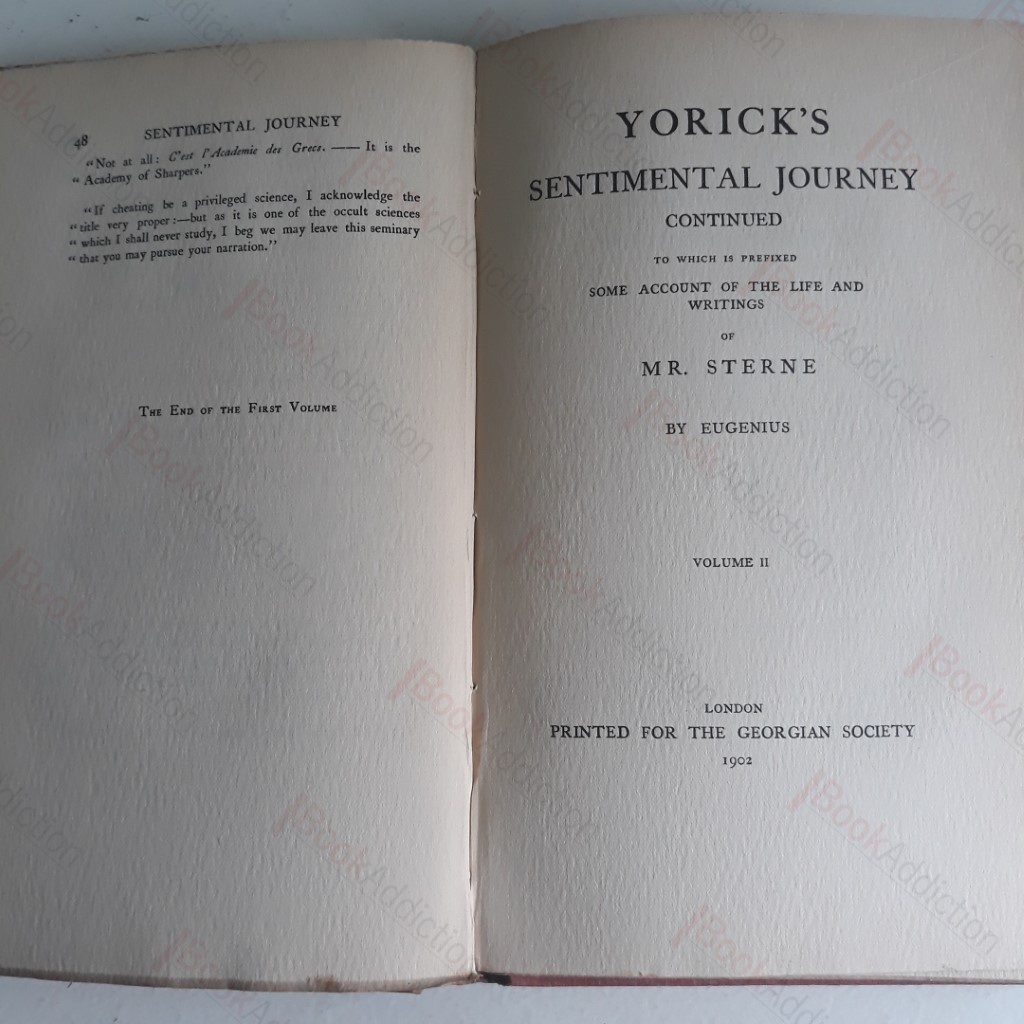 48 SENTIMENTAL JOURNEY
"Not at all: C'est l'Academie des Grecs. —— It is the
" Academy of Sharpers."
"If cheating be a privileged science, I acknowledge the
" title very proper:—but as it is one of the occult sciences
" which I shall never study, I beg we may leave this seminary
" that you may pursue your narration."
THE END OF THE FIRST VOLUME
YORICK'S
SENTIMENTAL JOURNEY
CONTINUED
TO WHICH IS PREFIXED
SOME ACCOUNT OF THE LIFE AND
WRITINGS
OF
MR. STERNE
BY EUGENIUS
VOLUME II
LONDON
PRINTED FOR THE GEORGIAN SOCIETY
1902
BookAddiction